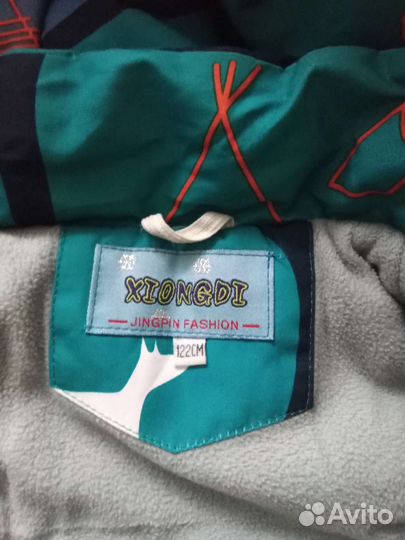 XIONGDI
— JINGPIN FASHION —
122CM
Avito